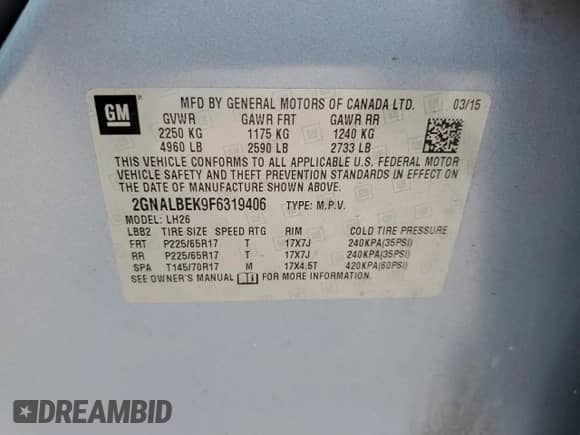 GM
MFD BY GENERAL MOTORS OF CANADA LTD. 03/15
GVWR GAWR FRT GAWR RR
2250 KG 1175 KG 1240 KG
4960 LB 2590 LB 2733 LB
THIS VEHICLE CONFORMS TO ALL APPLICABLE U.S. FEDERAL MOTOR
VEHICLE SAFETY AND THEFT PREVENTION STANDARDS IN EFFECT ON
THE DATE OF MANUFACTURE SHOWN ABOVE.
2GNALBEK9F6319406 TYPE: M.P.V.
MODEL: LH26
LBB2 TIRE SIZE SPEED RTG RIM COLD TIRE PRESSURE
FRT P225/65R17 T 17X7J 240KPA(35PSI)
RR P225/65R17 T 17X7J 240KPA(35PSI)
SPA T145/70R17 M 17X4.5T 420KPA(60PSI)
SEE OWNER'S MANUAL FOR MORE INFORMATION.
DREAMBID